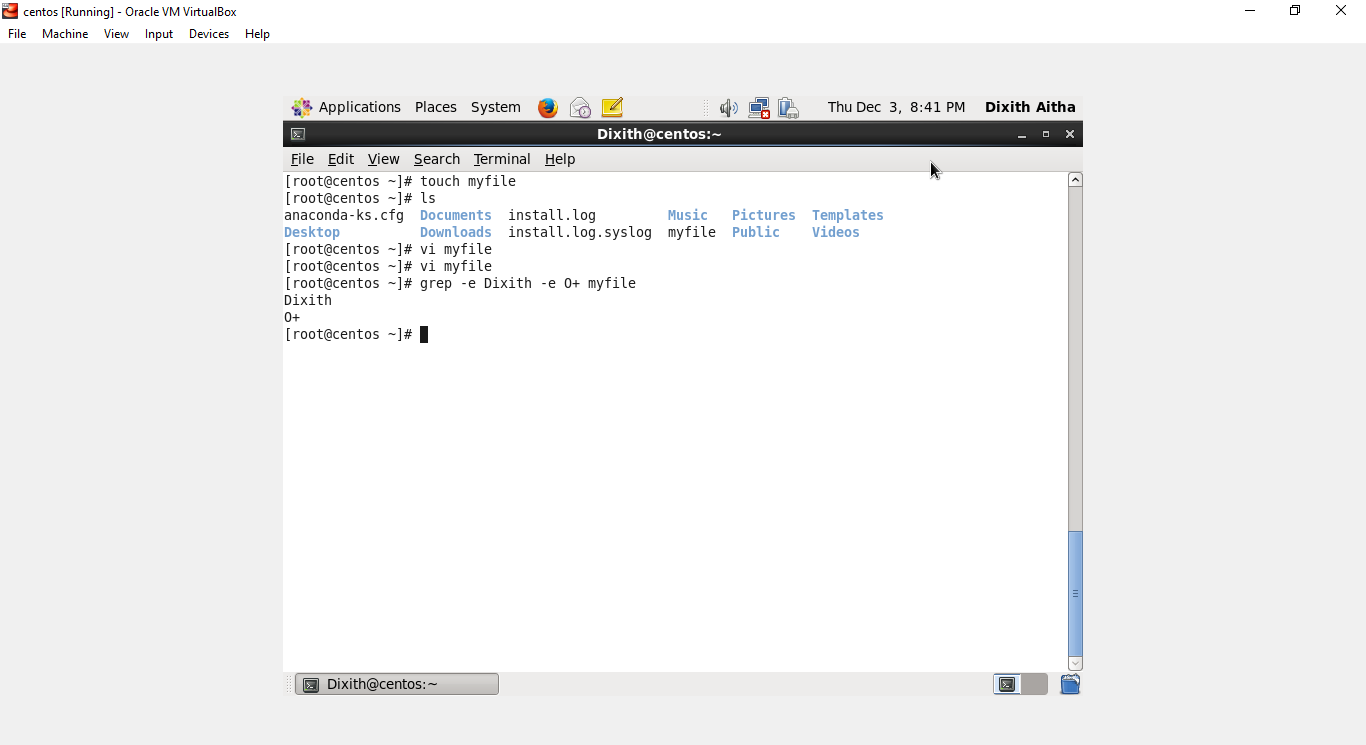 centos [Running] - Oracle VM VirtualBox
File Machine View Input Devices Help
Applications Places System Thu Dec 3, 8:41 PM Dixith Aitha
Dixith@centos:~
File Edit View Search Terminal Help
[root@centos ~]# touch myfile
[root@centos ~]# ls
anaconda-ks.cfg Documents install.log Music Pictures Templates
Desktop Downloads install.log.syslog myfile Public Videos
[root@centos ~]# vi myfile
[root@centos ~]# vi myfile
[root@centos ~]# grep -e Dixith -e O+ myfile
Dixith
O+
[root@centos ~]#
Dixith@centos:~